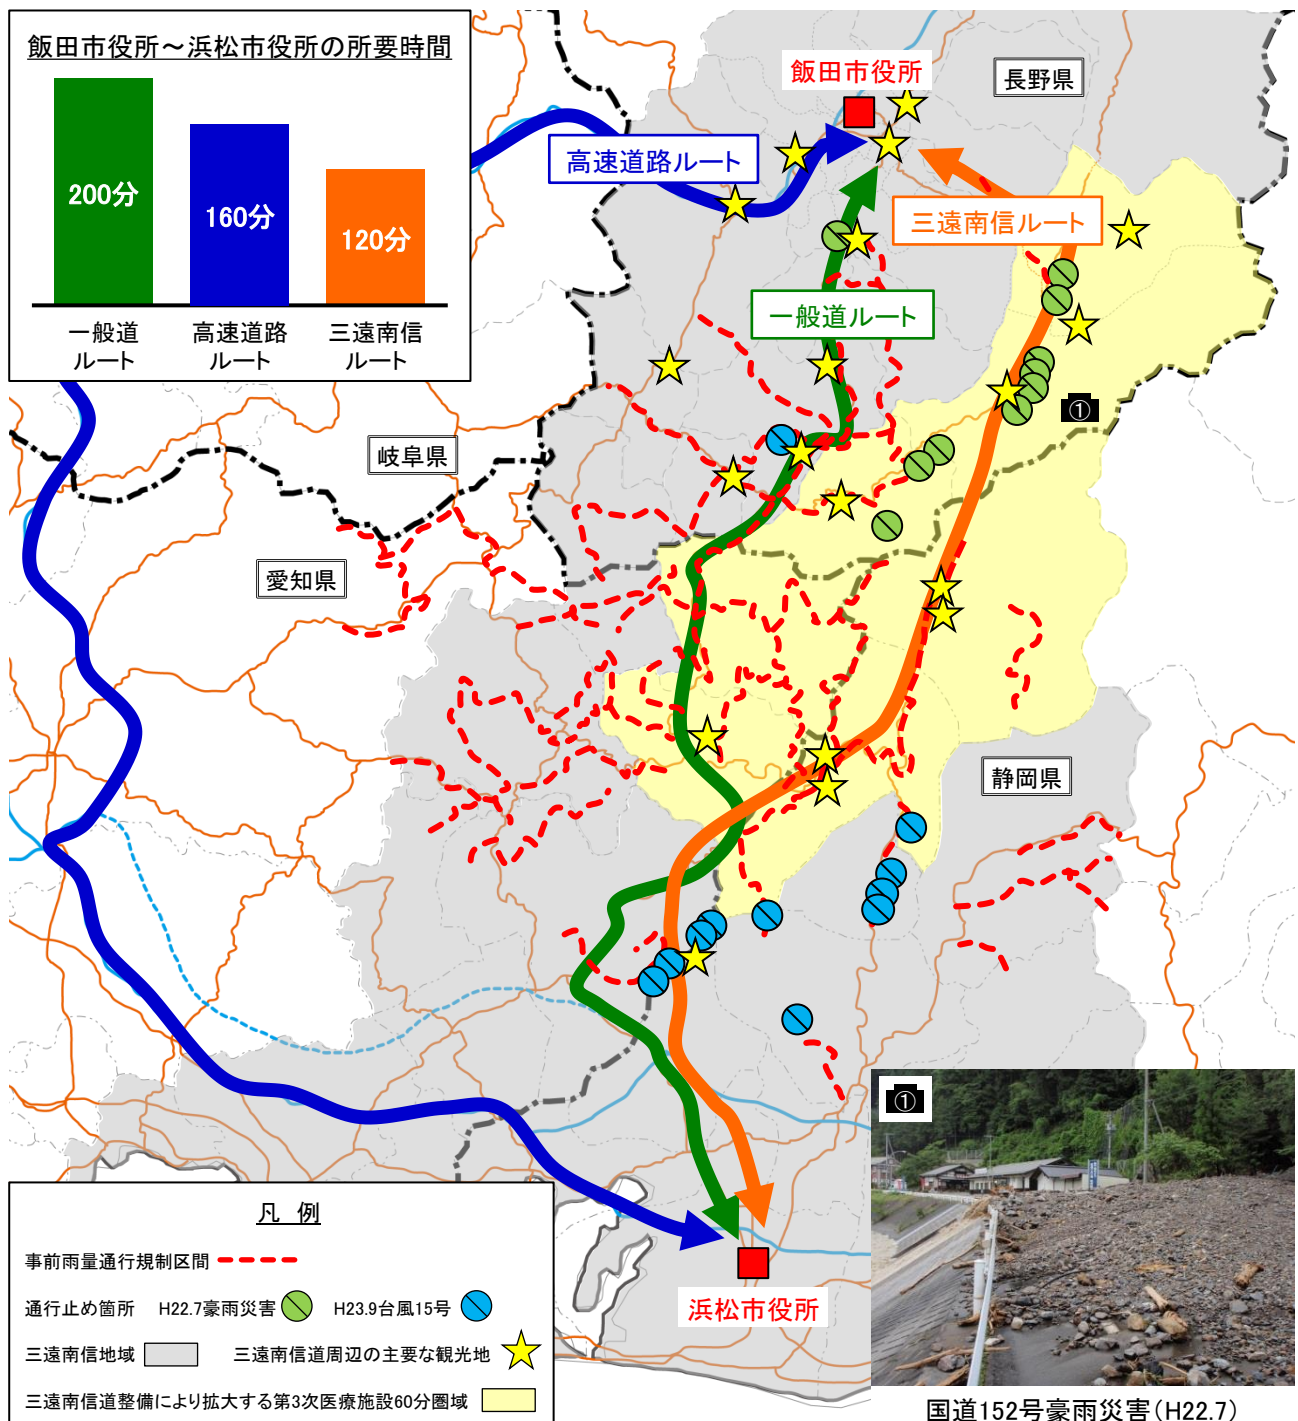 飯田市役所～浜松市役所の所要時間
200分
160分
120分
一般道
ルート
高速道路
ルート
三遠南信
ルート
飯田市役所
長野県
高速道路ルート
三遠南信ルート
一般道ルート
①
岐阜県
愛知県
静岡県
浜松市役所
凡 例
事前雨量通行規制区間
通行止め箇所 H22.7豪雨災害 H23.9台風15号
三遠南信地域 三遠南信道周辺の主要な観光地
三遠南信道整備により拡大する第3次医療施設60分圏域
①
国道152号豪雨災害（H22.7）